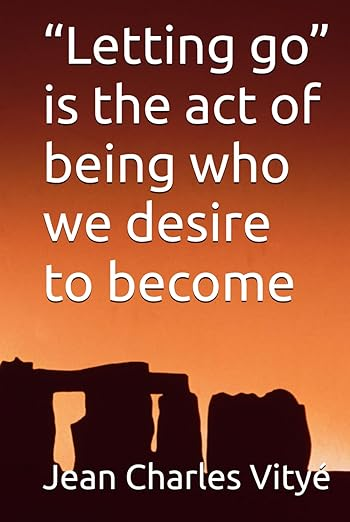 “Letting go”
is the act of
being who
we desire
to become
Jean Charles Vityé